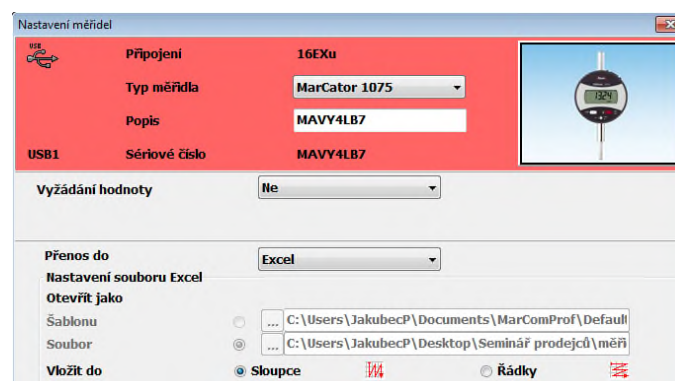 Nastavení měřidel
USB
Připojení 16EXu
Typ měřidla MarCator 1075
Popis MAVY4LB7
USB1 Sériové číslo MAVY4LB7
Vyžádání hodnoty Ne
Přenos do Excel
Nastavení souboru Excel
Otevřít jako
Šablonu ... C:\Users\JakubecP\Documents\MarComProf\Default
Soubor ... C:\Users\JakubecP\Desktop\Seminář prodejců\měři
Vložit do Sloupce Řádky